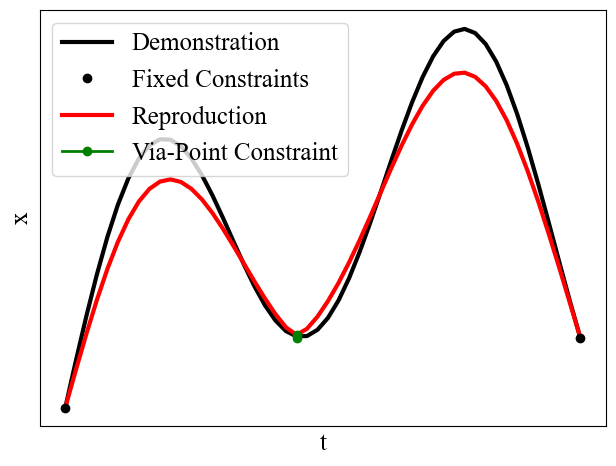 Demonstration
Fixed Constraints
Reproduction
Via-Point Constraint
x
t